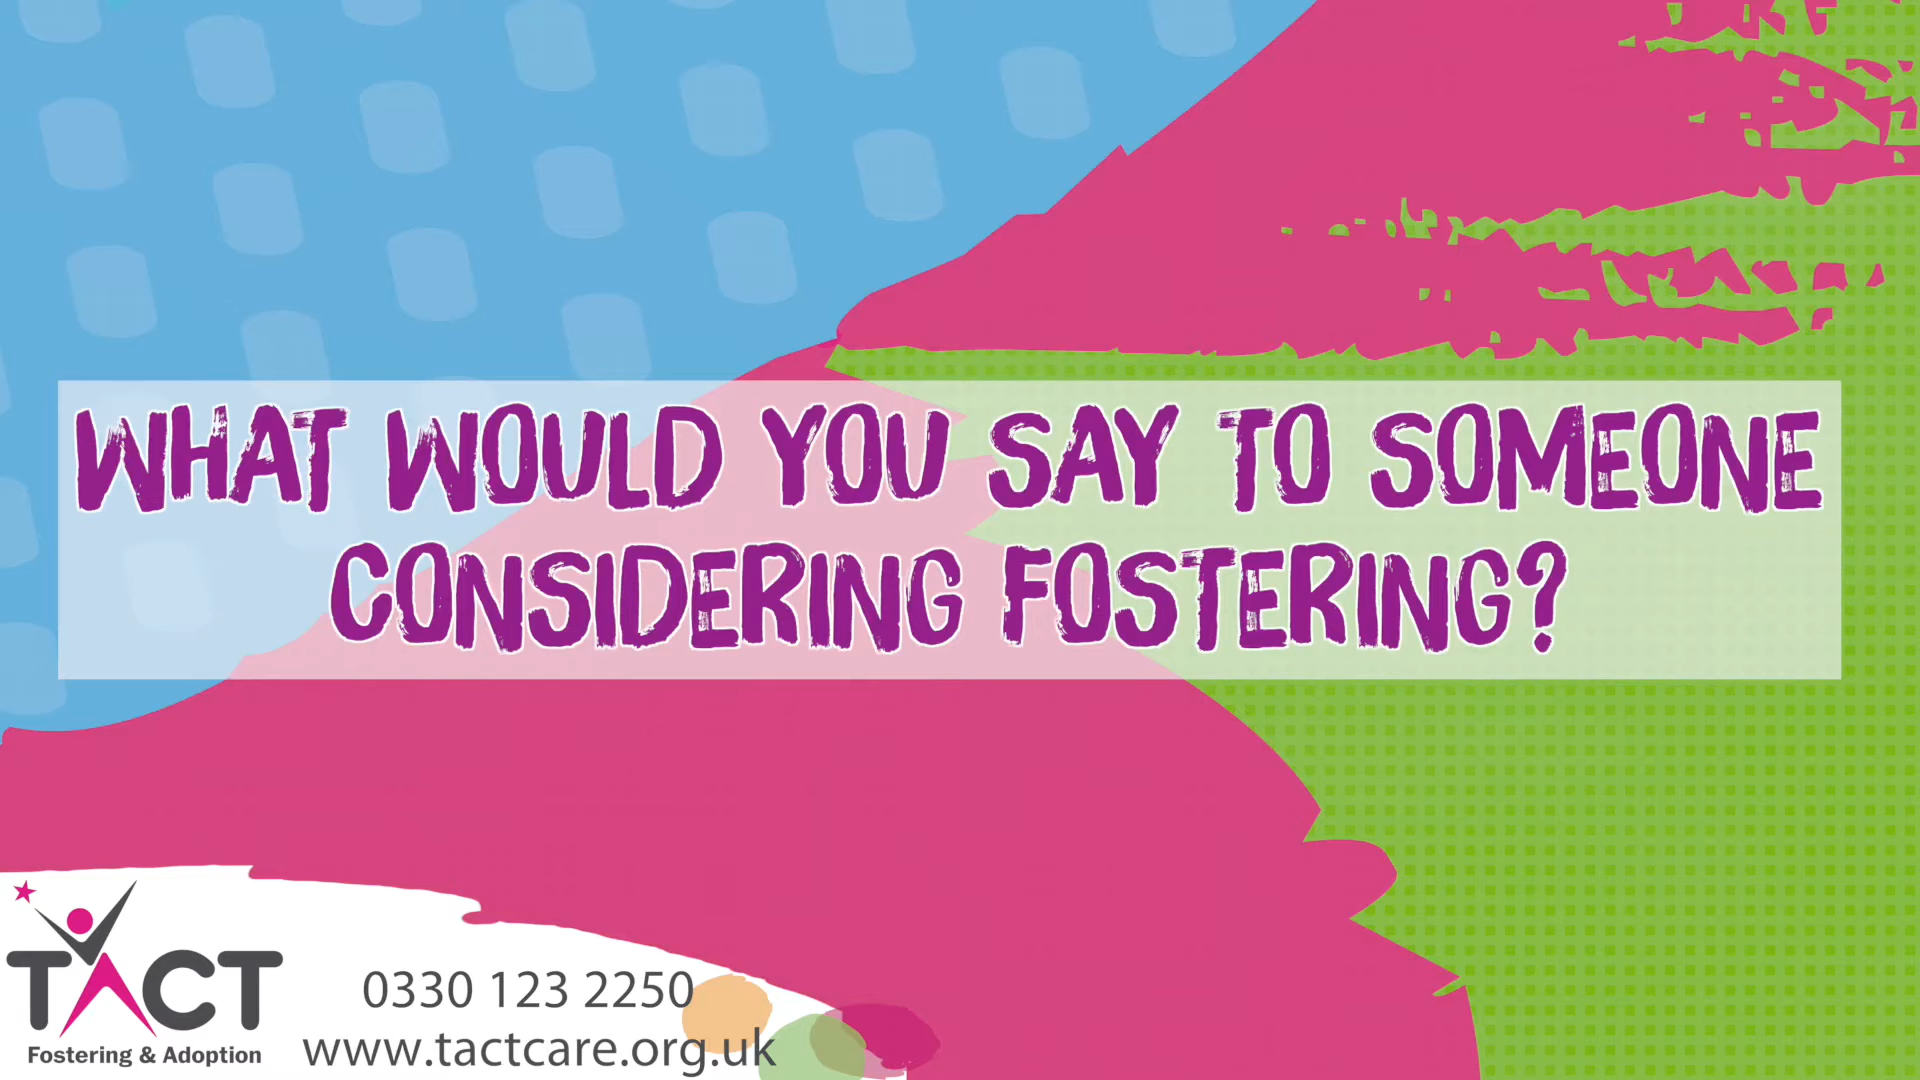 WHAT WOULD YOU SAY TO SOMEONE
CONSIDERING FOSTERING?
TACT
Fostering & Adoption
0330 123 2250
www.tactcare.org.uk